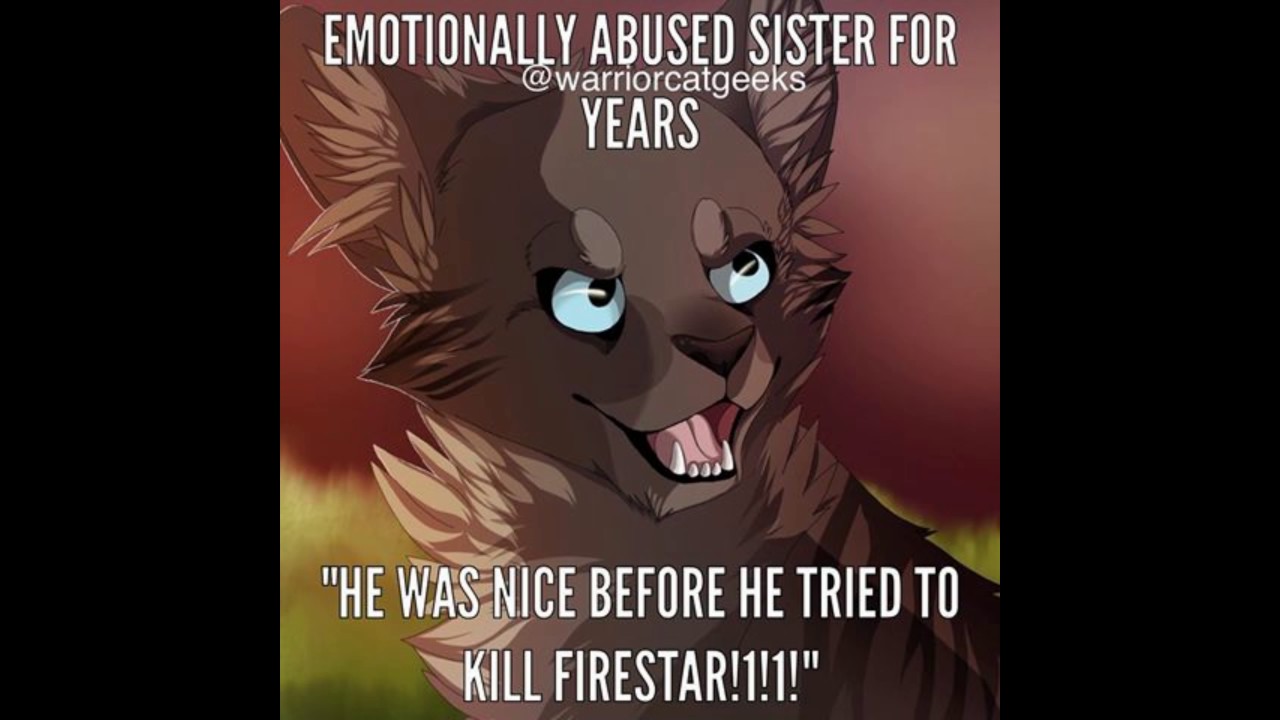 EMOTIONALLY ABUSED SISTER FOR
@warriorcatgeeks
YEARS
"HE WAS NICE BEFORE HE TRIED TO
KILL FIRESTAR!1!1!"